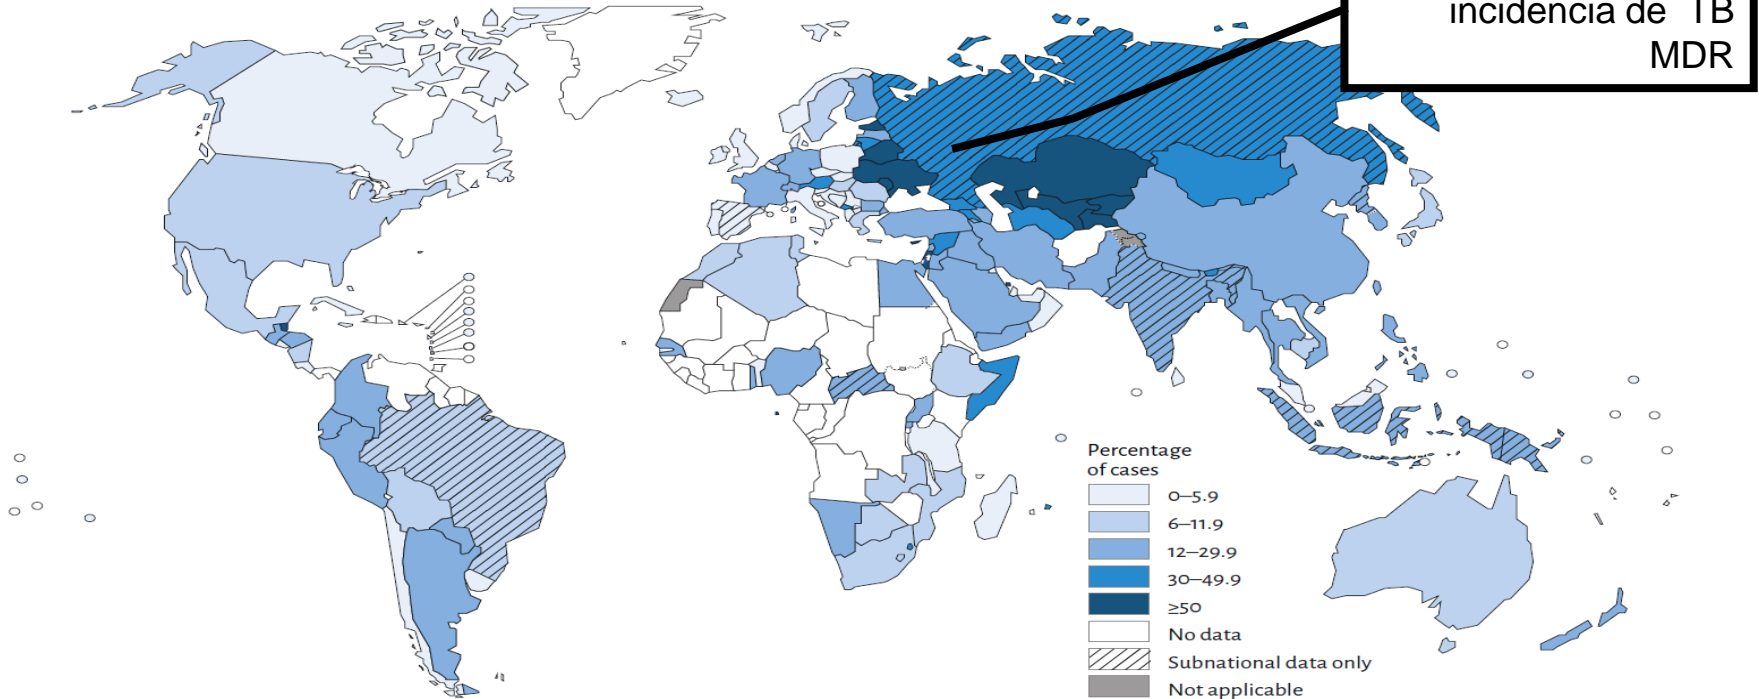 incidencia de TB
MDR
Percentage
of cases
0–5.9
6–11.9
12–29.9
30–49.9
≥50
No data
Subnational data only
Not applicable